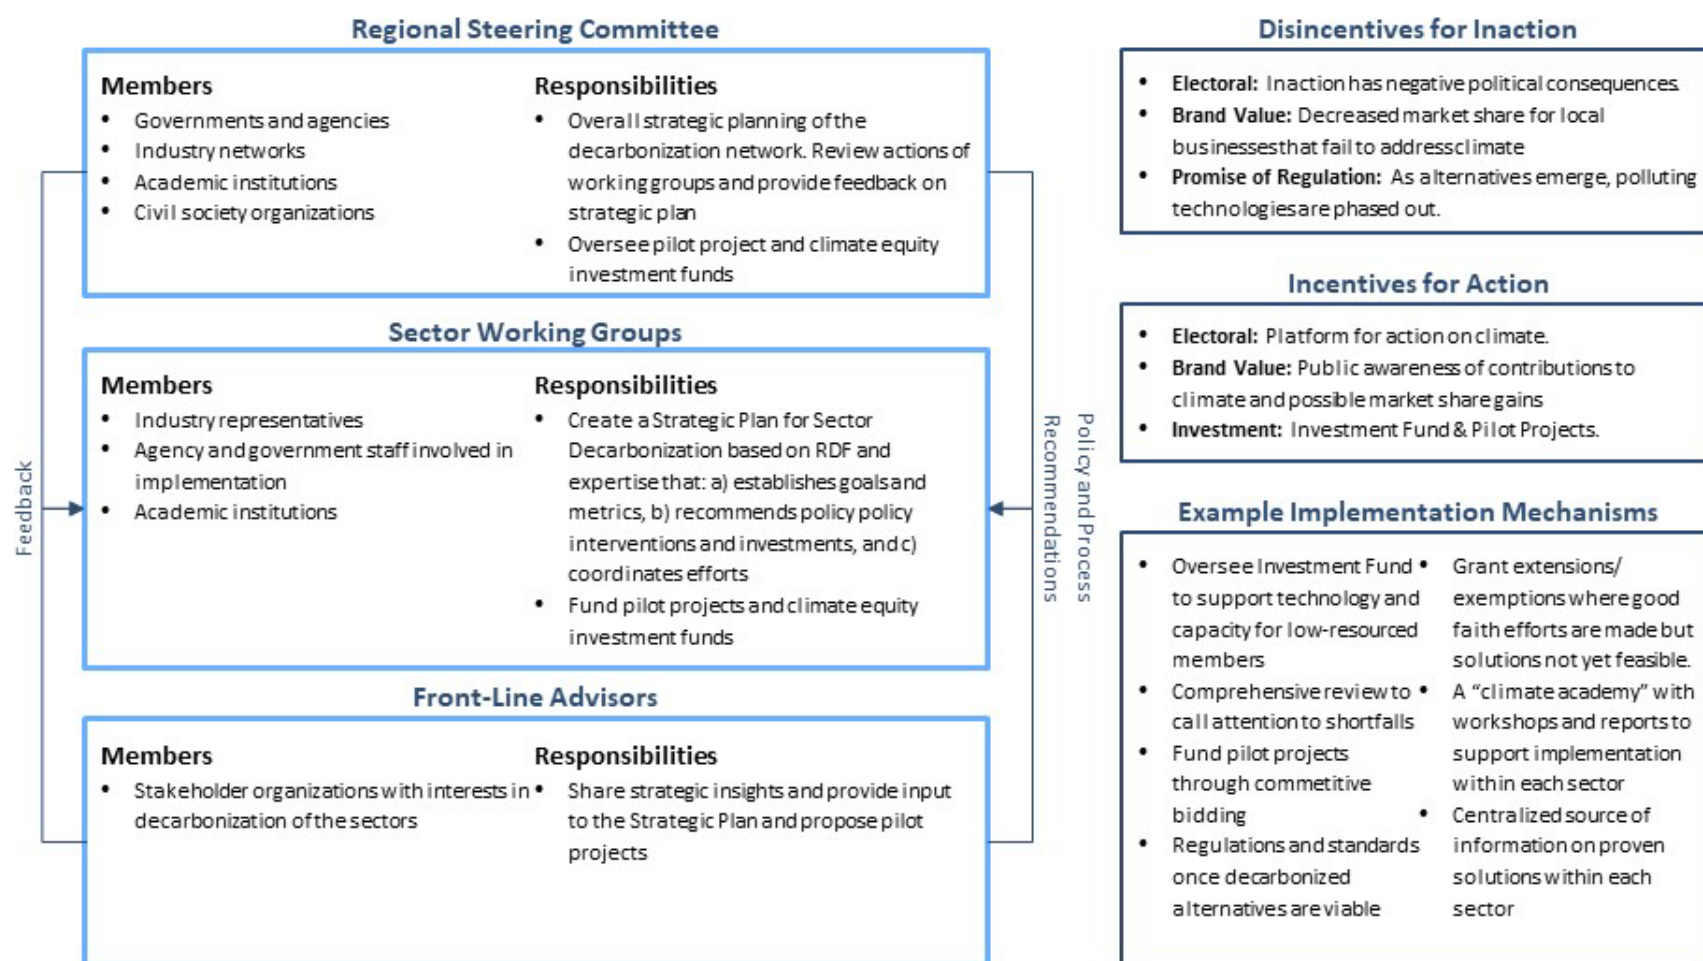 Regional Steering Committee
Members
• Governments and agencies
• Industry networks
• Academic institutions
• Civil society organizations
Responsibilities
• Overall strategic planning of the
decarbonization network. Review actions of
working groups and provide feedback on
strategic plan
• Oversee pilot project and climate equity
investment funds
Sector Working Groups
Members
• Industry representatives
• Agency and government staff involved in
implementation
• Academic institutions
Responsibilities
• Create a Strategic Plan for Sector
Decarbonization based on RDF and
expertise that: a) establishes goals and
metrics, b) recommends policy policy
interventions and investments, and c)
coordinates efforts
• Fund pilot projects and climate equity
investment funds
Front-Line Advisors
Members
• Stakeholder organizations with interests in
decarbonization of the sectors
Responsibilities
• Share strategic insights and provide input
to the Strategic Plan and propose pilot
projects
Feedback
Policy and Process
Recommendations
Disincentives for Inaction
• Electoral: Inaction has negative political consequences.
• Brand Value: Decreased market share for local
businesses that fail to address climate
• Promise of Regulation: As alternatives emerge, polluting
technologies are phased out.
Incentives for Action
• Electoral: Platform for action on climate.
• Brand Value: Public awareness of contributions to
climate and possible market share gains
• Investment: Investment Fund & Pilot Projects.
Example Implementation Mechanisms
• Oversee Investment Fund
to support technology and
capacity for low-resourced
members
• Comprehensive review to
call attention to shortfalls
• Fund pilot projects
through commetitive
bidding
• Regulations and standards
once decarbonized
alternatives are viable
• Grant extensions/
exemptions where good
faith efforts are made but
solutions not yet feasible.
• A “climate academy” with
workshops and reports to
support implementation
within each sector
• Centralized source of
information on proven
solutions within each
sector